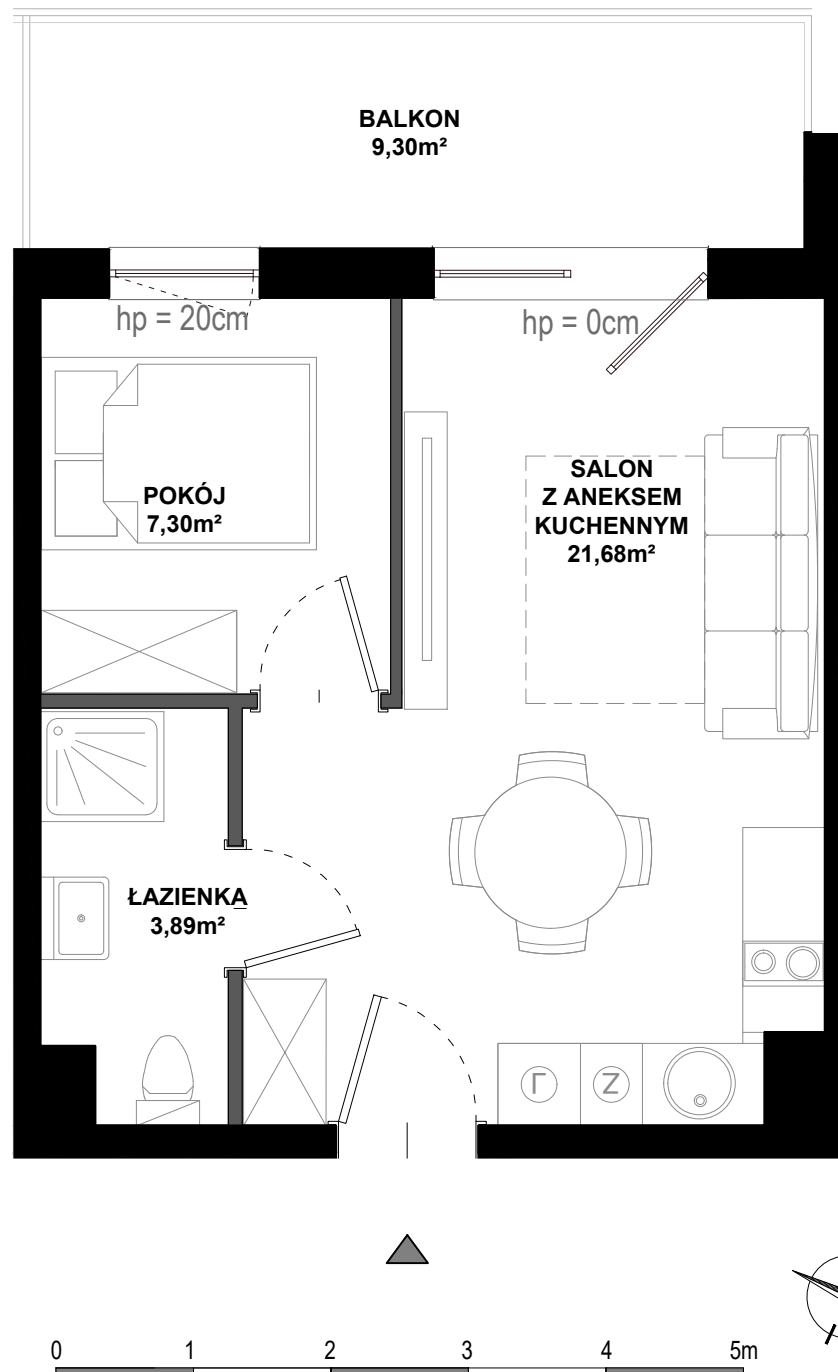 BALKON
9,30m²
hp = 20cm
hp = 0cm
POKÓJ
7,30m²
SALON
Z ANEKSEM
KUCHENNYM
21,68m²
ŁAZIENKA
3,89m²
Γ
Z
0 1 2 3 4 5m